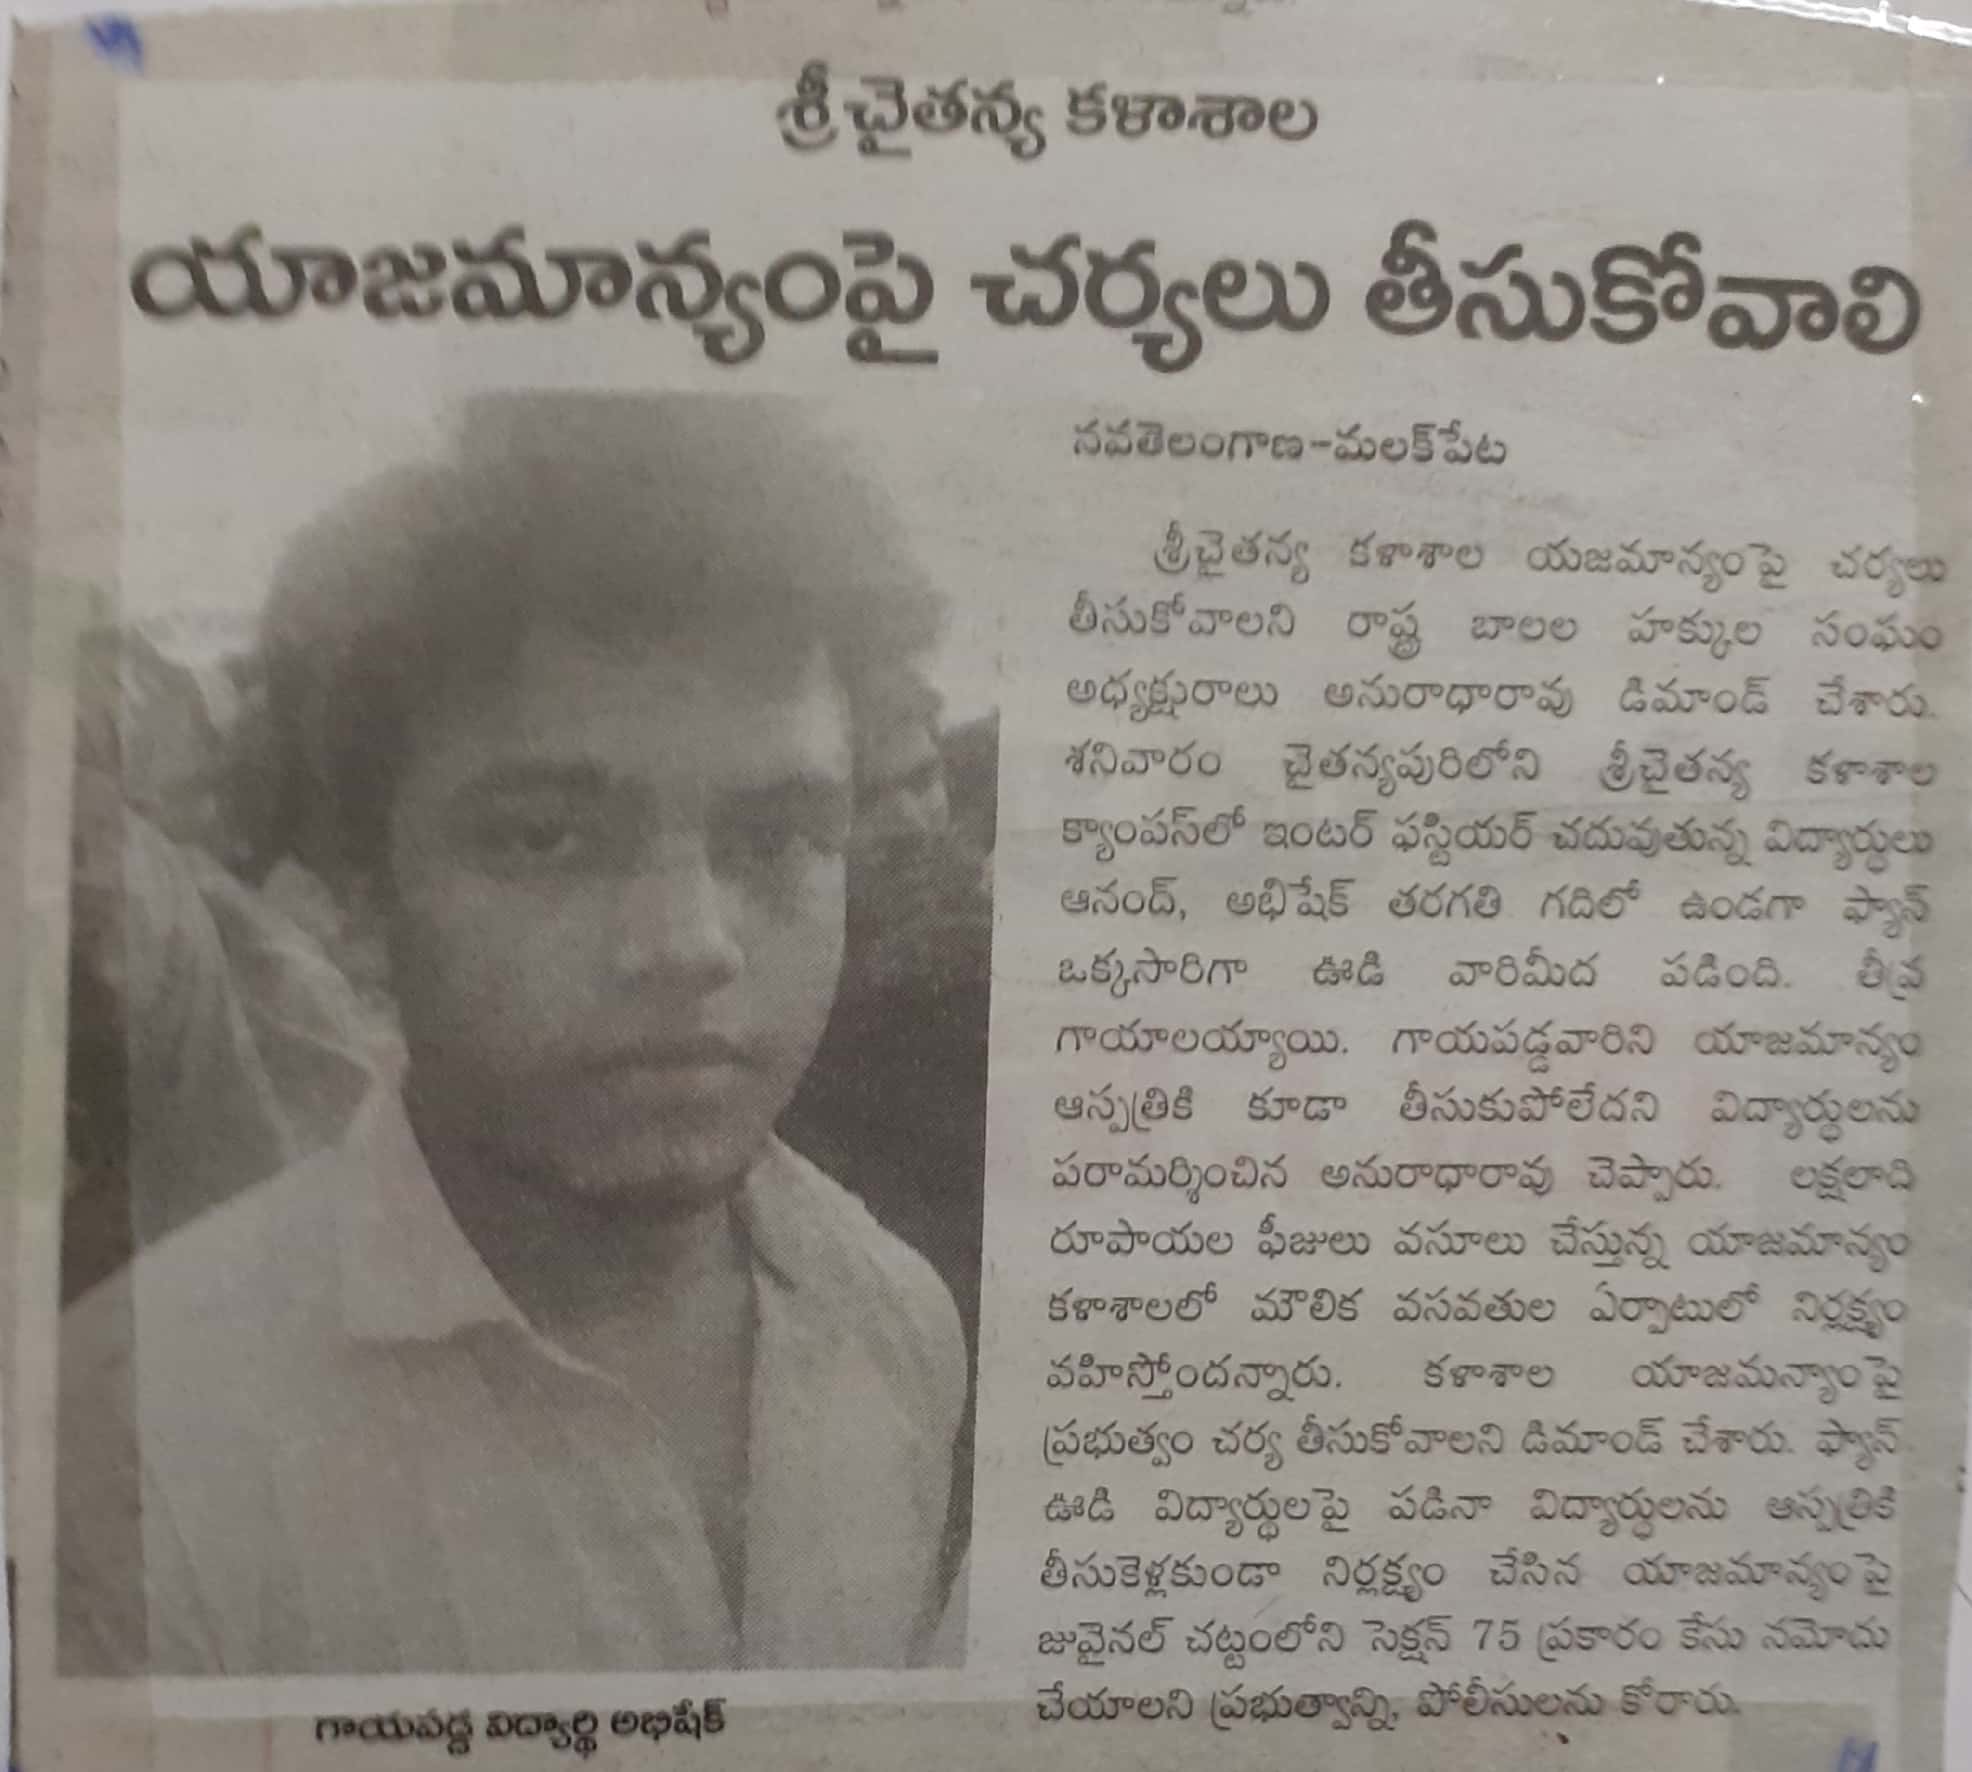 శ్రీచైతన్య కళాశాల
యాజమాన్యంపై చర్యలు తీసుకోవాలి
నవతెలంగాణ-మలక్‌పేట
శ్రీచైతన్య కళాశాల యజమాన్యంపై చర్యలు
తీసుకోవాలని రాష్ట్ర బాలల హక్కుల సంఘం
అధ్యక్షురాలు అనురాధారావు డిమాండ్ చేశారు.
శనివారం చైతన్యపురిలోని శ్రీచైతన్య కళాశాల
క్యాంపస్‌లో ఇంటర్ ఫస్టియర్ చదువుతున్న విద్యార్థులు
ఆనంద్, అభిషేక్ తరగతి గదిలో ఉండగా ఫ్యాన్
ఒక్కసారిగా ఊడి వారిమీద పడింది. తీవ్ర
గాయాలయ్యాయి. గాయపడ్డవారిని యాజమాన్యం
ఆస్పత్రికి కూడా తీసుకుపోలేదని విద్యార్థులను
పరామర్శించిన అనురాధారావు చెప్పారు. లక్షలాది
రూపాయల ఫీజులు వసూలు చేస్తున్న యాజమాన్యం
కళాశాలలో మౌలిక వసవతుల ఏర్పాటులో నిర్లక్ష్యం
వహిస్తోందన్నారు. కళాశాల యాజమన్యాంపై
ప్రభుత్వం చర్య తీసుకోవాలని డిమాండ్ చేశారు. ఫ్యాన్
ఊడి విద్యార్థులపై పడినా విద్యార్థులను ఆస్పత్రికి
తీసుకెళ్లకుండా నిర్లక్ష్యం చేసిన యాజమాన్యంపై
జువైనల్ చట్టంలోని సెక్షన్ 75 ప్రకారం కేసు నమోదు
చేయాలని ప్రభుత్వాన్ని, పోలీసులను కోరారు.
గాయపడ్డ విద్యార్థి అభిషేక్